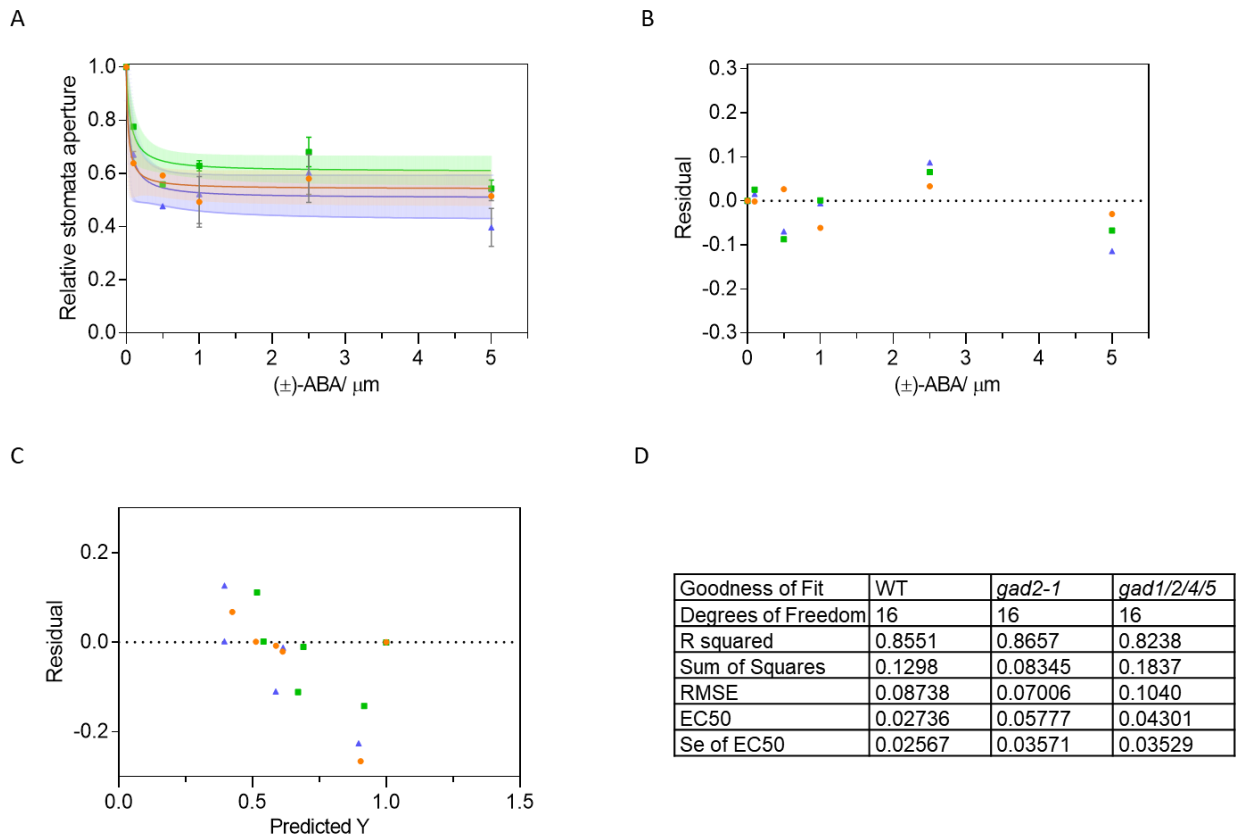 A
B
Relative stomata aperture
1.0
0.8
0.6
0.4
0.2
0.0
0 1 2 3 4 5
(±)-ABA/ μm
Residual
0.3
0.2
0.1
0.0
-0.1
-0.2
-0.3
0 1 2 3 4 5
(±)-ABA/ μm
C
D
Residual
0.2
0.0
-0.2
0.0 0.5 1.0 1.5
Predicted Y
Goodness of Fit WT gad2-1 gad1/2/4/5
Degrees of Freedom 16 16 16
R squared 0.8551 0.8657 0.8238
Sum of Squares 0.1298 0.08345 0.1837
RMSE 0.08738 0.07006 0.1040
EC50 0.02736 0.05777 0.04301
Se of EC50 0.02567 0.03571 0.03529